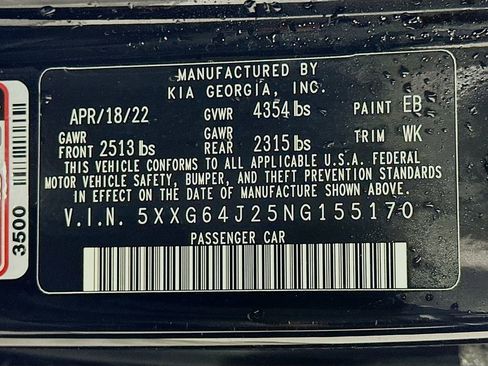 MANUFACTURED BY
KIA GEORGIA, INC.
APR/18/22 GVWR 4354 lbs PAINT EB
GAWR FRONT 2513 lbs GAWR REAR 2315 lbs TRIM WK
THIS VEHICLE CONFORMS TO ALL APPLICABLE U.S.A. FEDERAL
MOTOR VEHICLE SAFETY, BUMPER, AND THEFT PREVENTION STANDARDS
IN EFFECT ON THE DATE OF MANUFACTURE SHOWN ABOVE.
V.I.N. 5XXG64J25NG155170
PASSENGER CAR
3500